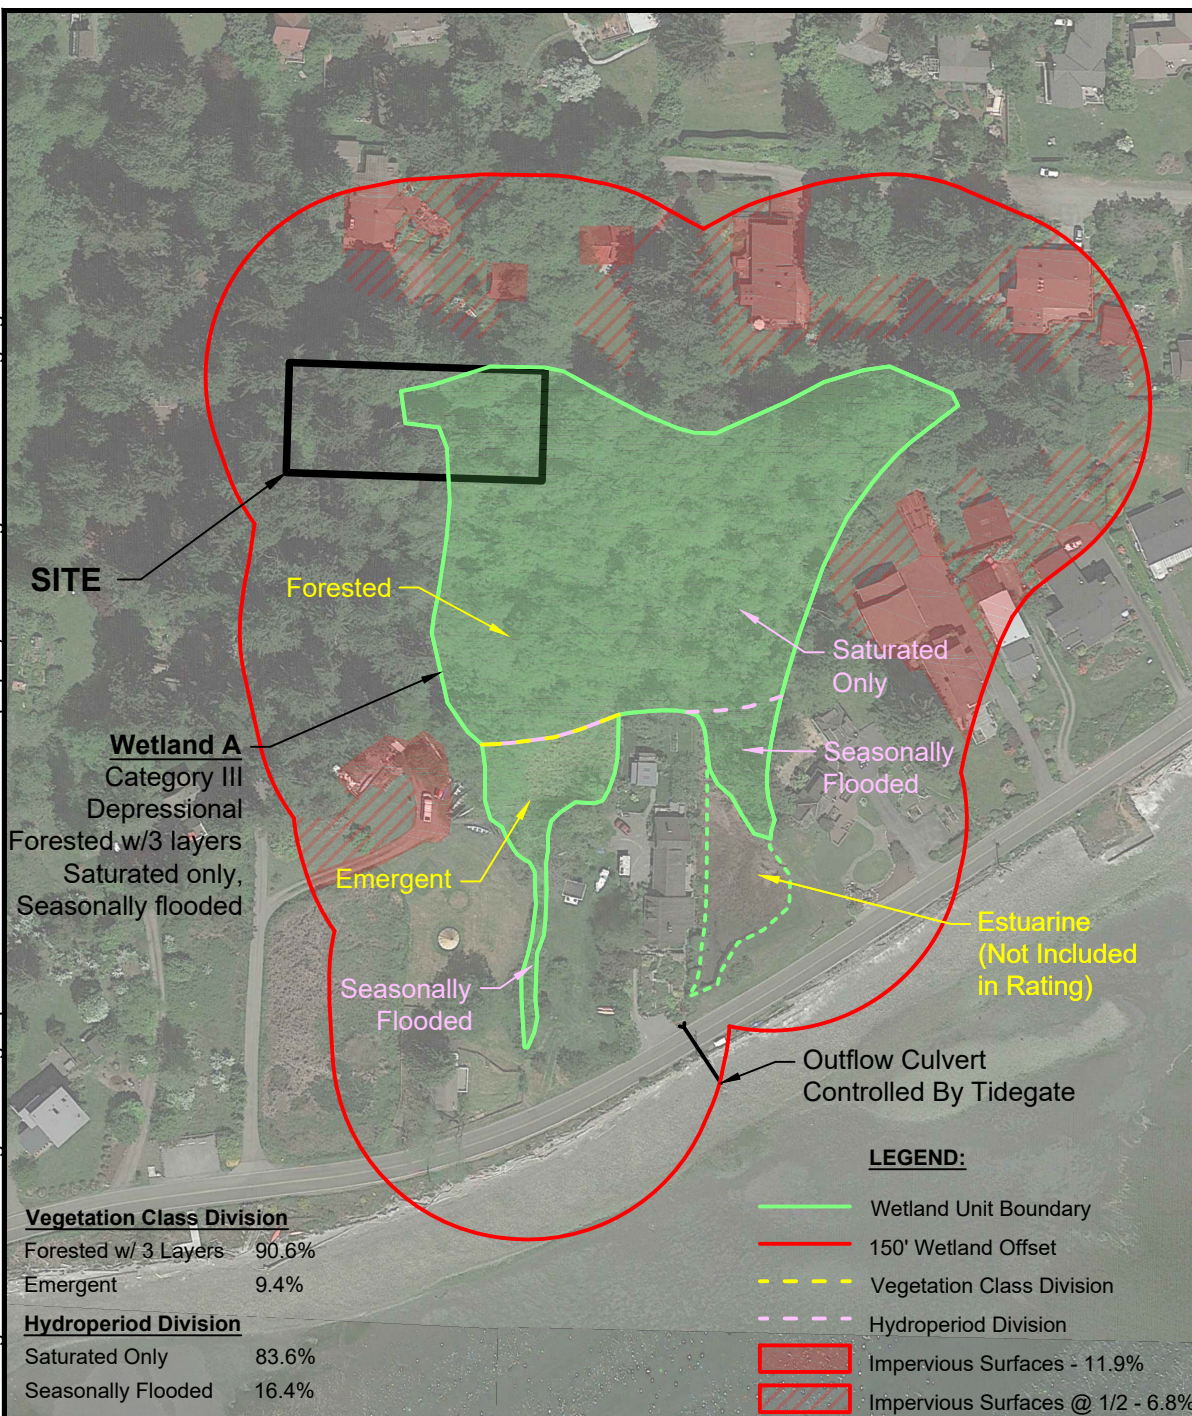 SITE
Forested
Saturated
Only
Wetland A
Category III
Depressional
Forested w/3 layers
Saturated only,
Seasonally flooded
Seasonally
Flooded
Emergent
Estuarine
(Not Included
in Rating)
Seasonally
Flooded
Outflow Culvert
Controlled By Tidegate
Vegetation Class Division
Forested w/ 3 Layers 90.6%
Emergent 9.4%
Hydroperiod Division
Saturated Only 83.6%
Seasonally Flooded 16.4%
LEGEND:
Wetland Unit Boundary
150' Wetland Offset
Vegetation Class Division
Hydroperiod Division
Impervious Surfaces - 11.9%
Impervious Surfaces @ 1/2 - 6.8%